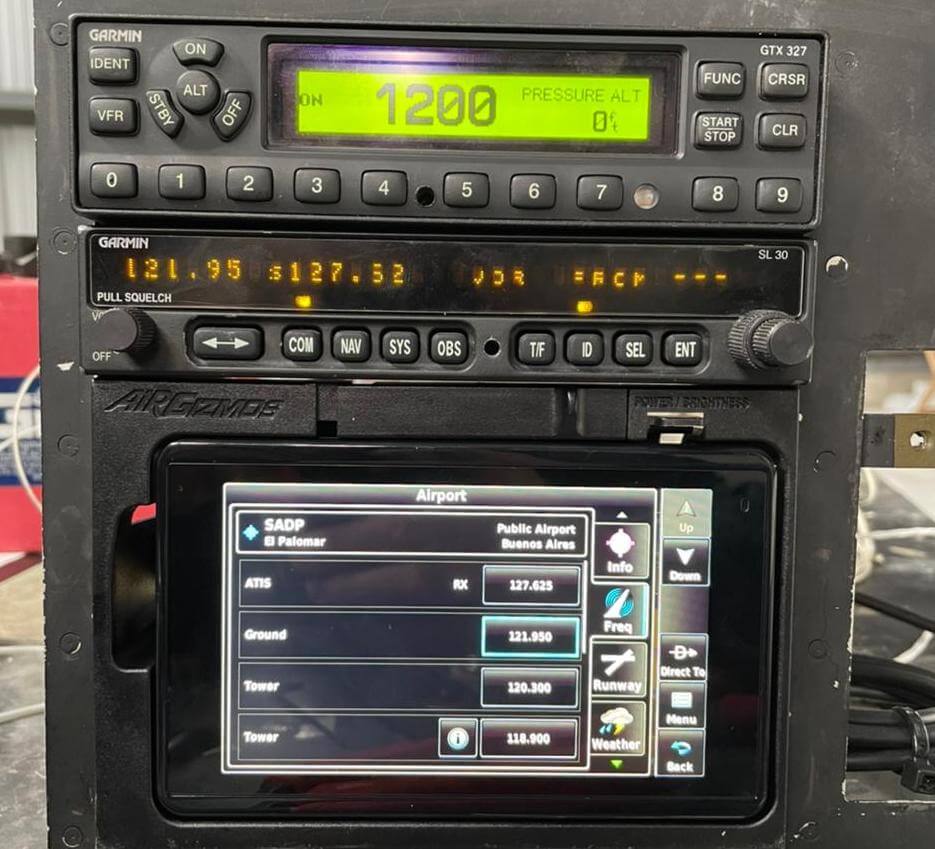 GARMIN
GTX 327
IDENT
ON
ALT
STBY
OFF
VFR
ON 1200 PRESSURE ALT
0
FUNC
CRSR
START
STOP
CLR
0 1 2 3 4 5 6 7 8 9
GARMIN
SL 30
121.95 s127.52 VOR
PULL SQUELCH
OFF
COM NAV SYS OBS T/F ID SEL ENT
AIRGIZMOS
POWER / BRIGHTNESS
Airport
SADP
El Palomar
Public Airport
Buenos Aires
ATIS RX 127.625
Ground 121.950
Tower 120.300
Tower 118.900
Info
Freq
Runway
Weather
Up
Down
Direct To
Menu
Back